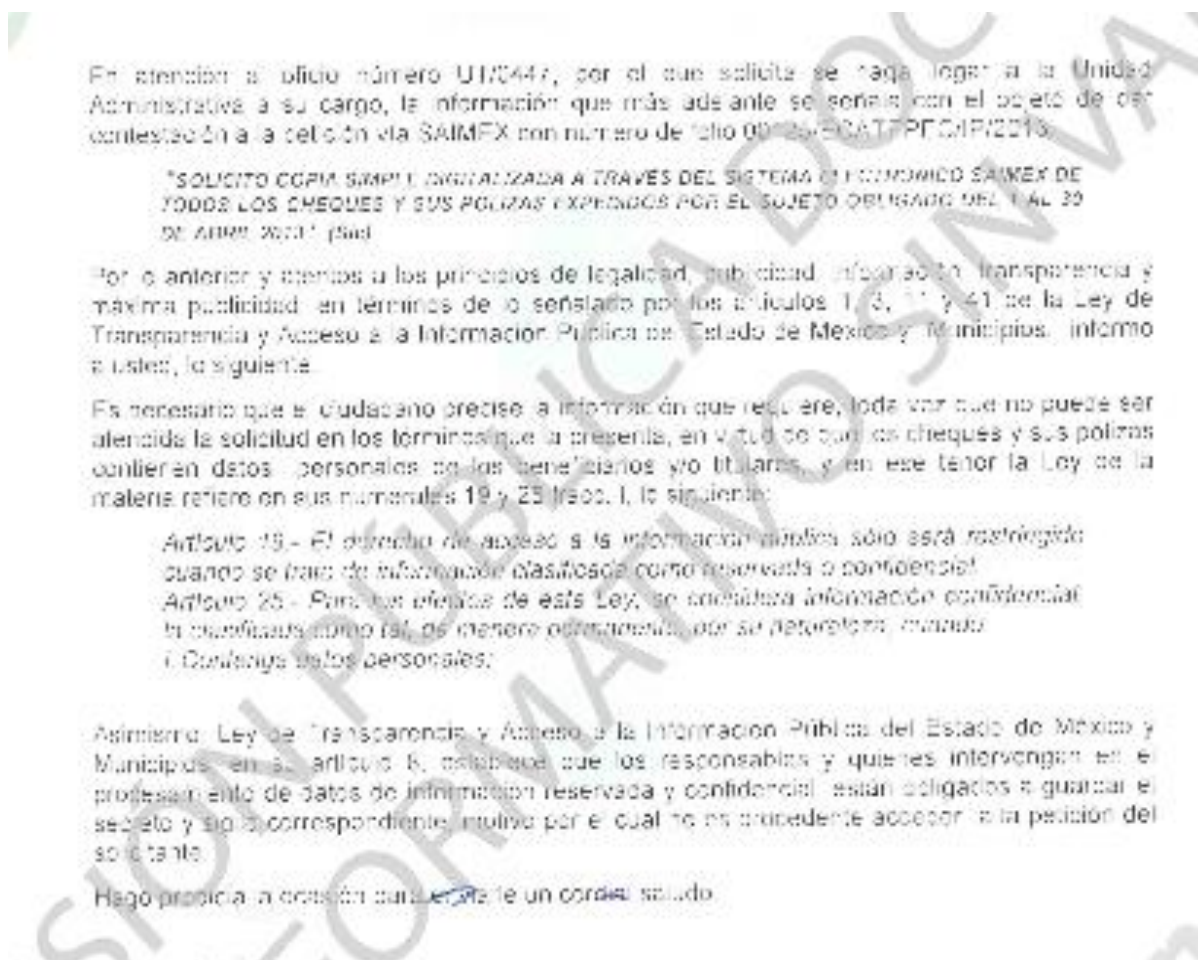 En atención al oficio número UT/0447, por el que solicita se haga llegar a la Unidad
Administrativa a su cargo, la información que más adelante se señala con el objeto de dar
contestación a la petición vía SAIMEX con número de folio /ECATEPEC/IP/2013:
"SOLICITO COPIA SIMPLE DIGITALIZADA A TRAVES DEL SISTEMA ELECTRONICO SAIMEX DE
TODOS LOS CHEQUES Y SUS POLIZAS EXPEDIDOS POR EL SUJETO OBLIGADO DEL 1 AL 30
DE ABRIL 2013" (Sic)
Por lo anterior y atentos a los principios de legalidad, publicidad, información, transparencia y
máxima publicidad en términos de lo señalado por los artículos 1, 3, 11 y 41 de la Ley de
Transparencia y Acceso a la Información Pública del Estado de México y Municipios, informo
a usted, lo siguiente.
Es necesario que el ciudadano precise la información que requiere, toda vez que no puede ser
atendida la solicitud en los términos que la presenta, en virtud de que los cheques y sus polizas
contienen datos personales de los beneficiarios y/o titulares, y en ese tenor la Ley de la
materia refiere en sus numerales 19 y 25 fracc. I, lo siguiente:
Artículo 19.- El derecho de acceso a la información pública sólo será restringido
cuando se trate de información clasificada como reservada o confidencial.
Artículo 25.- Para los efectos de esta Ley, se considera información confidencial,
la clasificada como tal, de manera permanente, por su naturaleza, cuando:
I. Contenga datos personales;
Asimismo, Ley de Transparencia y Acceso a la Información Pública del Estado de México y
Municipios, en su artículo 6, establece que los responsables y quienes intervengan en el
procesamiento de datos de información reservada y confidencial, están obligados a guardar el
secreto y sigilo correspondiente, motivo por el cual no es procedente acceder a la petición del
solicitante.
Hago propicia la ocasión para enviarle un cordial saludo.
SION PÚBLICA DOC
FORMATIVO SIN VA